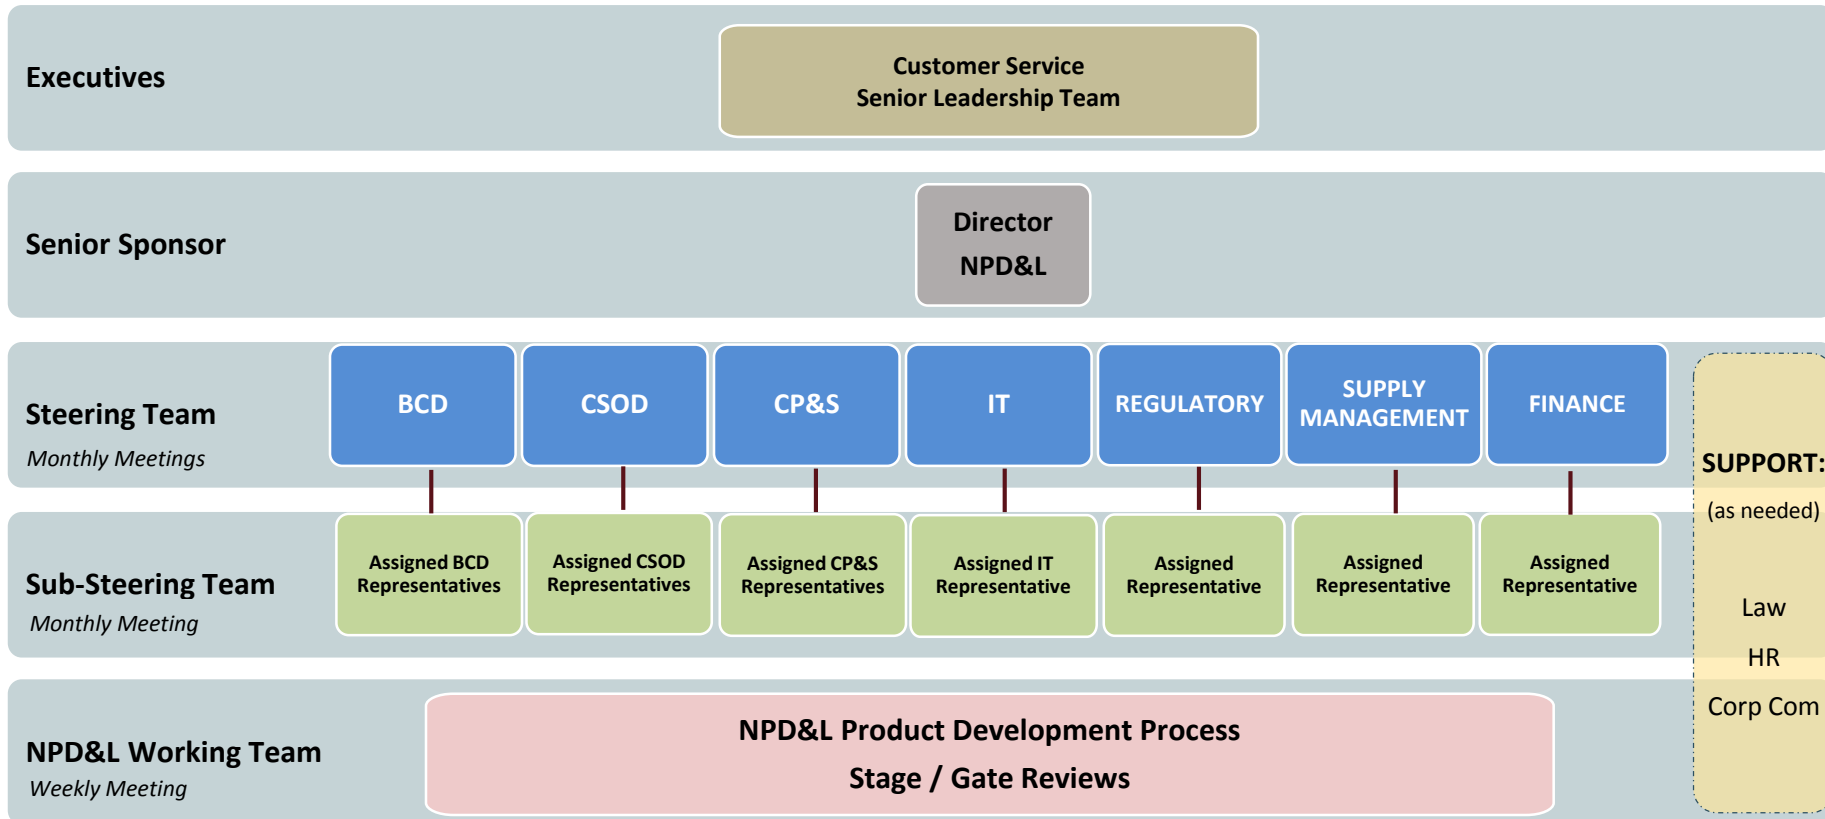 Executives
Customer Service
Senior Leadership Team
Senior Sponsor
Director
NPD&L
Steering Team
Monthly Meetings
BCD
CSOD
CP&S
IT
REGULATORY
SUPPLY
MANAGEMENT
FINANCE
Sub-Steering Team
Monthly Meeting
Assigned BCD
Representatives
Assigned CSOD
Representatives
Assigned CP&S
Representatives
Assigned IT
Representative
Assigned
Representative
Assigned
Representative
Assigned
Representative
NPD&L Working Team
Weekly Meeting
NPD&L Product Development Process
Stage / Gate Reviews
SUPPORT:
(as needed)
Law
HR
Corp Com